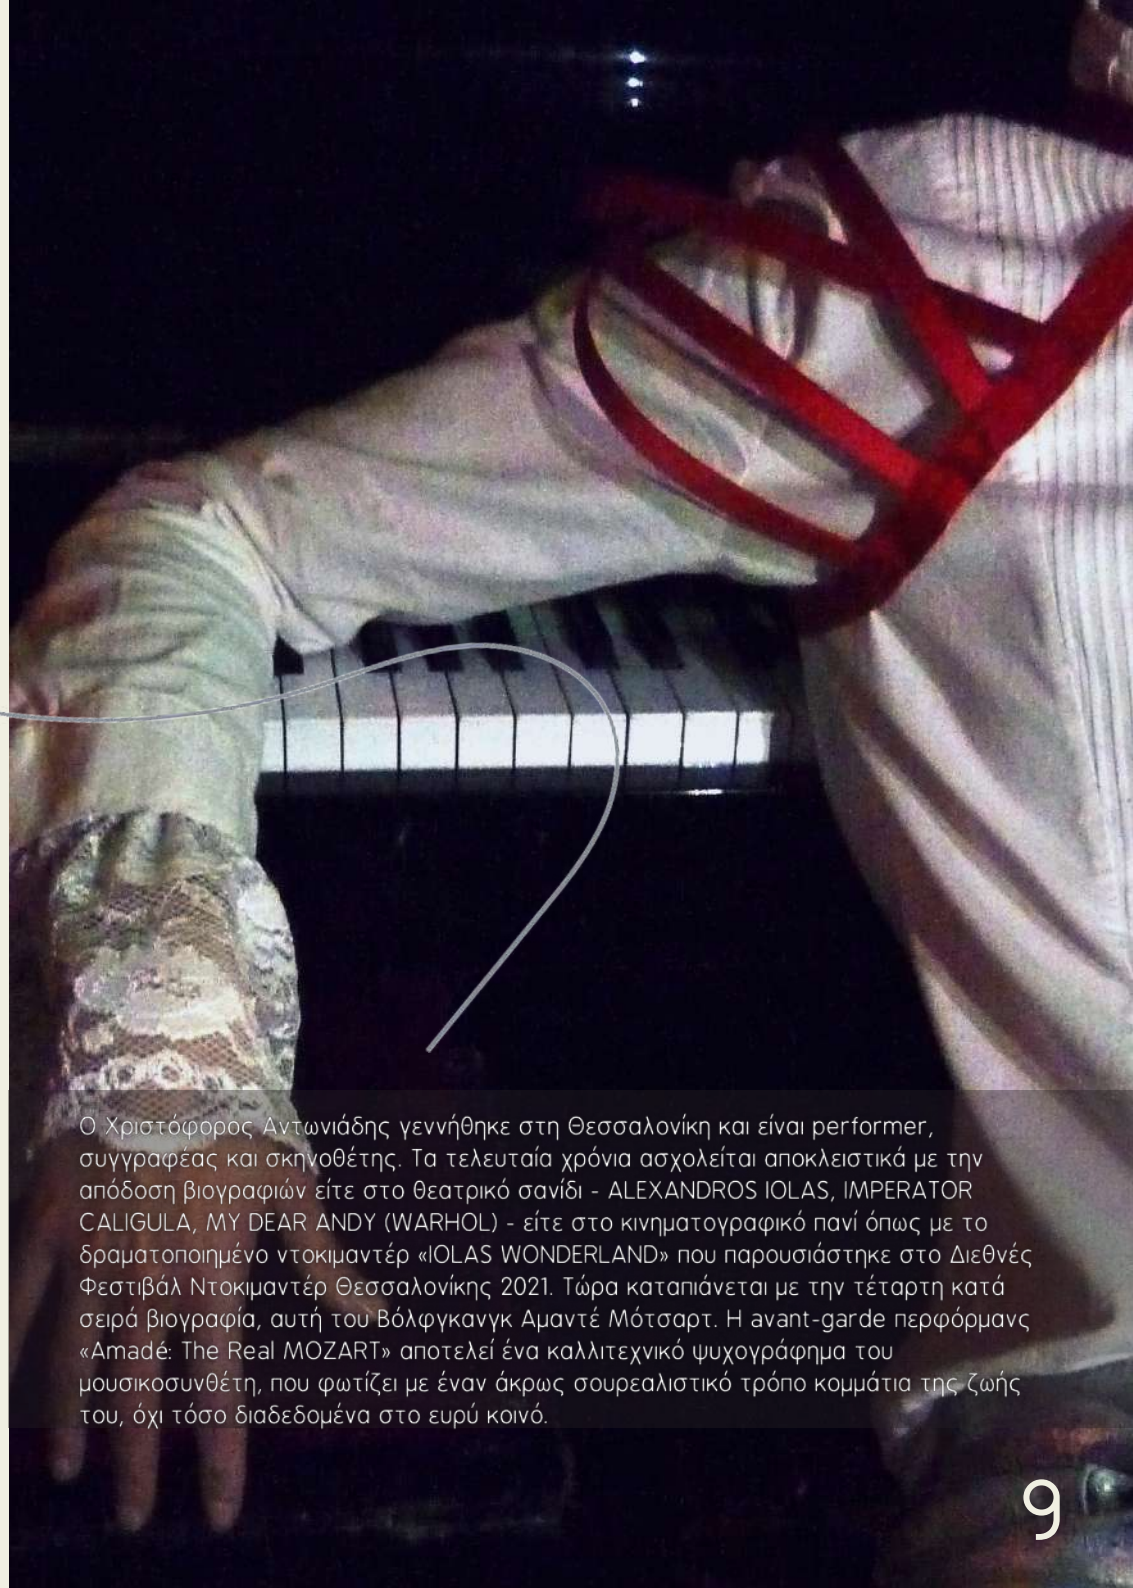 Ο Χριστόφορος Αντωνιάδης γεννήθηκε στη Θεσσαλονίκη και είναι performer,
συγγραφέας και σκηνοθέτης. Τα τελευταία χρόνια ασχολείται αποκλειστικά με την
απόδοση βιογραφιών είτε στο θεατρικό σανίδι - ALEXANDROS IOLAS, IMPERATOR
CALIGULA, MY DEAR ANDY (WARHOL) - είτε στο κινηματογραφικό πανί όπως με το
δραματοποιημένο ντοκιμαντέρ «IOLAS WONDERLAND» που παρουσιάστηκε στο Διεθνές
Φεστιβάλ Ντοκιμαντέρ Θεσσαλονίκης 2021. Τώρα καταπιάνεται με την τέταρτη κατά
σειρά βιογραφία, αυτή του Βόλφγκανγκ Αμαντέ Μότσαρτ. Η avant-garde περφόρμανς
«Amadé: The Real MOZART» αποτελεί ένα καλλιτεχνικό ψυχογράφημα του
μουσικοσυνθέτη, που φωτίζει με έναν άκρως σουρεαλιστικό τρόπο κομμάτια της ζωής
του, όχι τόσο διαδεδομένα στο ευρύ κοινό.
9